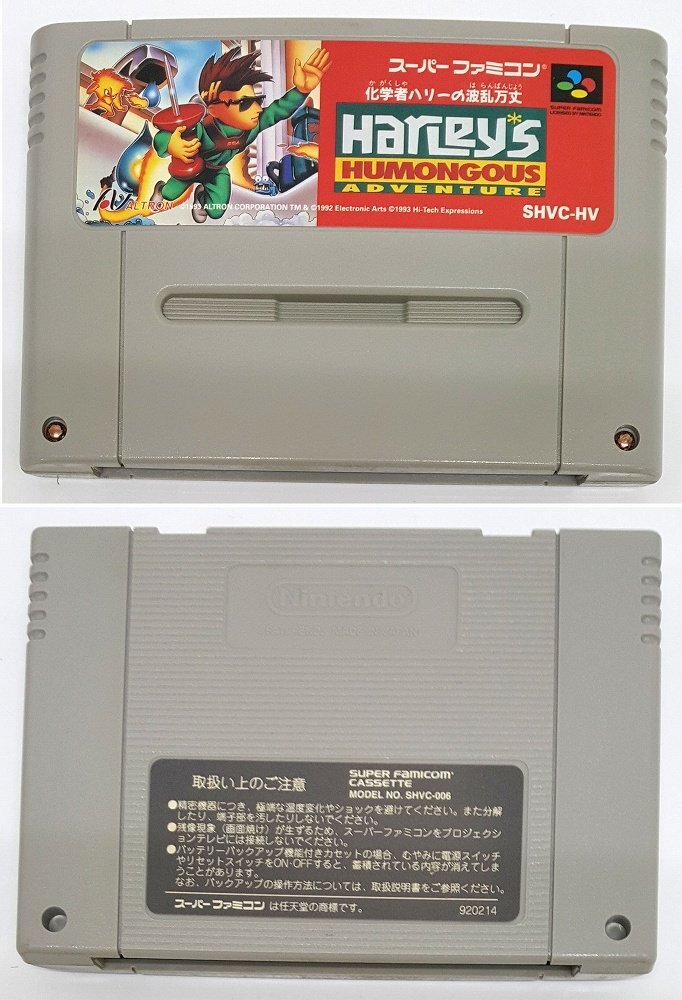 スーパーファミコン
かがくしゃ はらんばんじょう
化学者ハリーの波乱万丈
SUPER FAMICOM
LICENSED BY NINTENDO
HARLEY'S
HUMONGOUS
ADVENTURE™
ALTRON
©1993 ALTRON CORPORATION TM & ©1992 Electronic Arts ©1993 Hi-Tech Expressions
SHVC-HV
Nintendo
取扱い上のご注意
SUPER FAMICOM
CASSETTE
MODEL NO. SHVC-006
●精密機器につき、極端な温度変化やショックを避けてください。また分解
したり、端子部を汚したりしないでください。
●残像現象（画面焼け）が生ずるため、スーパーファミコンをプロジェクシ
ョンテレビには接続しないでください。
●バッテリーバックアップ機能付きカセットの場合、むやみに電源スイッチ
やリセットスイッチをON-OFFすると、蓄積されている内容が消えてしま
うことがあります。
なお、バックアップの操作方法については、取扱説明書をご参照ください。
スーパーファミコンは任天堂の商標です。
920214